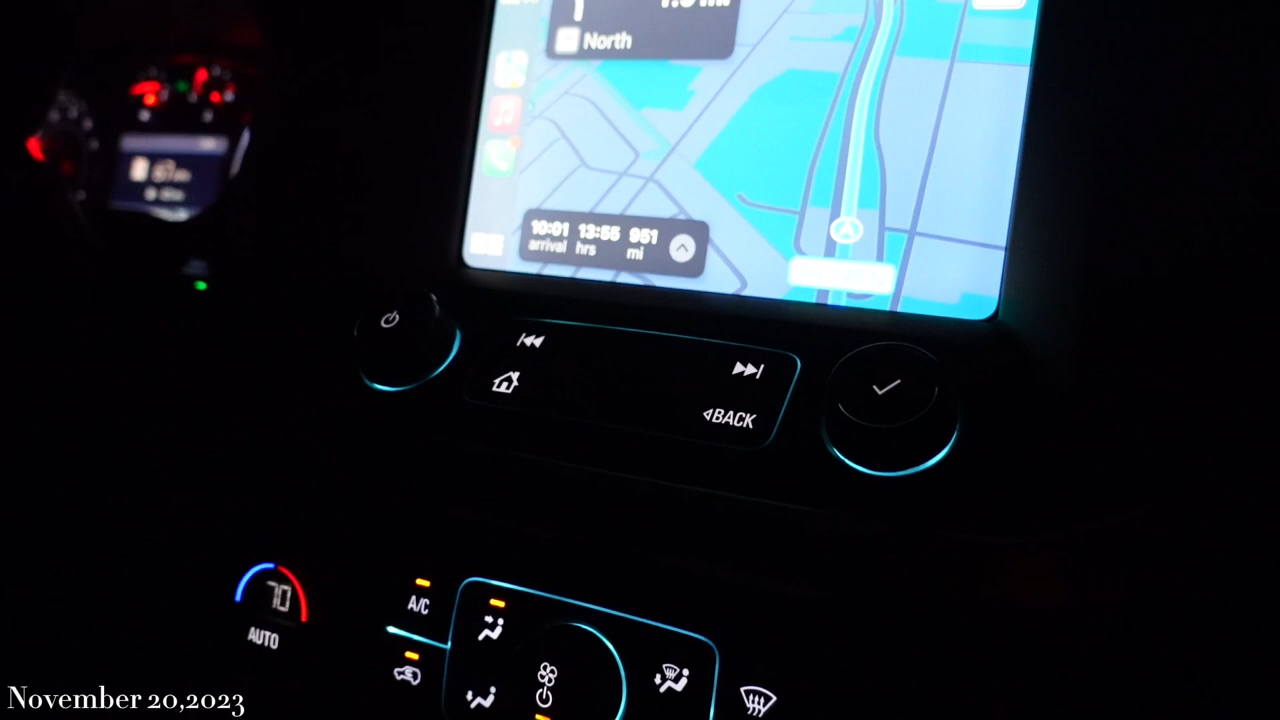 North
10:01 13:55 951
arrival hrs mi
BACK
70
AUTO
A/C
November 20,2023